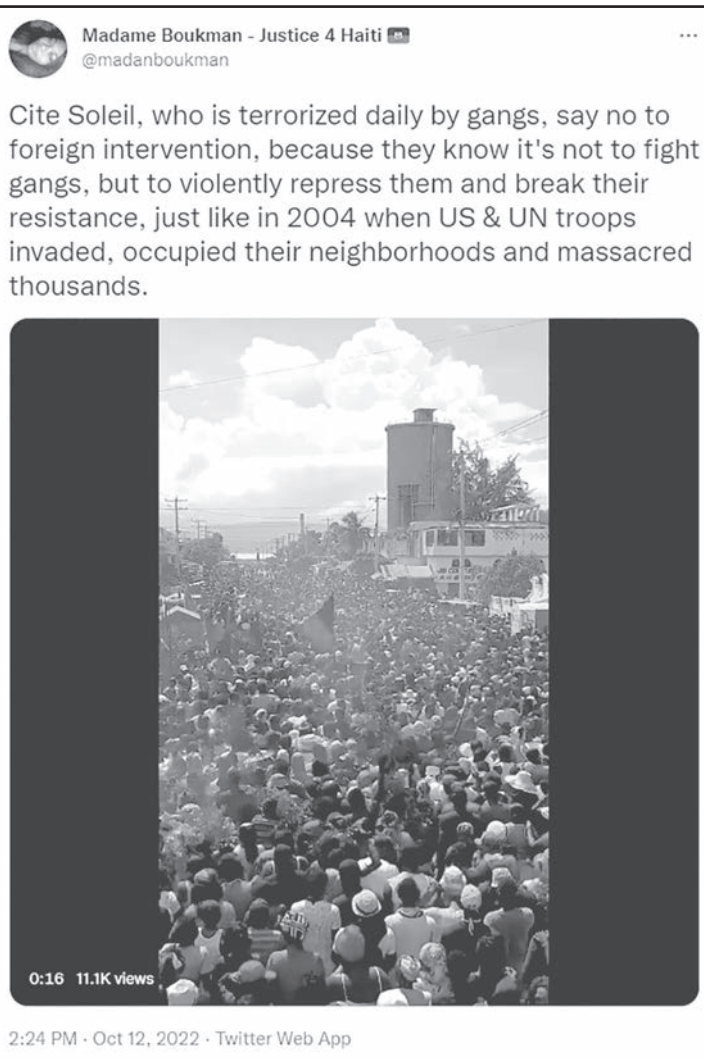 Madame Boukman - Justice 4 Haiti 🇭🇹
@madanboukman
Cite Soleil, who is terrorized daily by gangs, say no to
foreign intervention, because they know it's not to fight
gangs, but to violently repress them and break their
resistance, just like in 2004 when US & UN troops
invaded, occupied their neighborhoods and massacred
thousands.
0:16 11.1K views
2:24 PM · Oct 12, 2022 · Twitter Web App